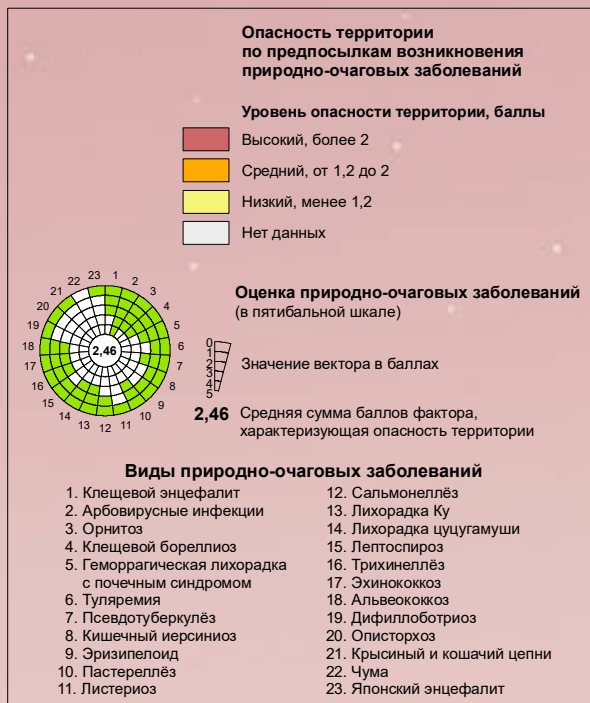 Опасность территории
по предпосылкам возникновения
природно-очаговых заболеваний
Уровень опасности территории, баллы
Высокий, более 2
Средний, от 1,2 до 2
Низкий, менее 1,2
Нет данных
23 1
22 2
21 3
20 4
19 5
18 6
17 7
16 8
15 9
14 10
13 12 11
2,46
Оценка природно-очаговых заболеваний
(в пятибальной шкале)
0
1
2
3
4
5
Значение вектора в баллах
2,46 Средняя сумма баллов фактора,
характеризующая опасность территории
Виды природно-очаговых заболеваний
1. Клещевой энцефалит
2. Арбовирусные инфекции
3. Орнитоз
4. Клещевой бореллиоз
5. Геморрагическая лихорадка
с почечным синдромом
6. Туляремия
7. Псевдотуберкулёз
8. Кишечный иерсиниоз
9. Эризипелоид
10. Пастереллёз
11. Листериоз
12. Сальмонеллёз
13. Лихорадка Ку
14. Лихорадка цуцугамуши
15. Лептоспироз
16. Трихинеллёз
17. Эхинококкоз
18. Альвеококкоз
19. Дифиллоботриоз
20. Описторхоз
21. Крысиный и кошачий цепни
22. Чума
23. Японский энцефалит